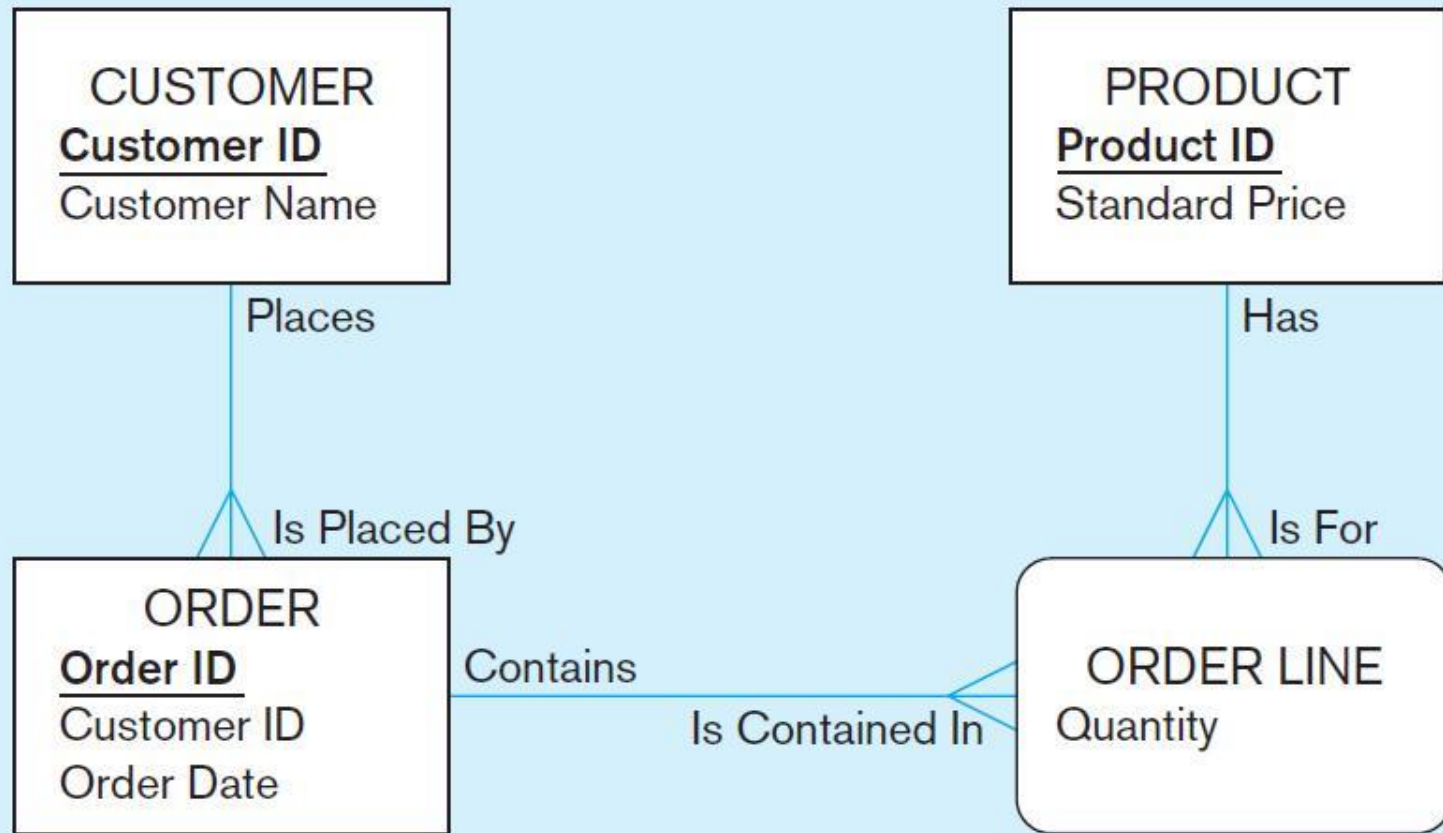 CUSTOMER
Customer ID
Customer Name
PRODUCT
Product ID
Standard Price
Places
Has
Is Placed By
Is For
ORDER
Order ID
Customer ID
Order Date
Contains
Is Contained In
ORDER LINE
Quantity